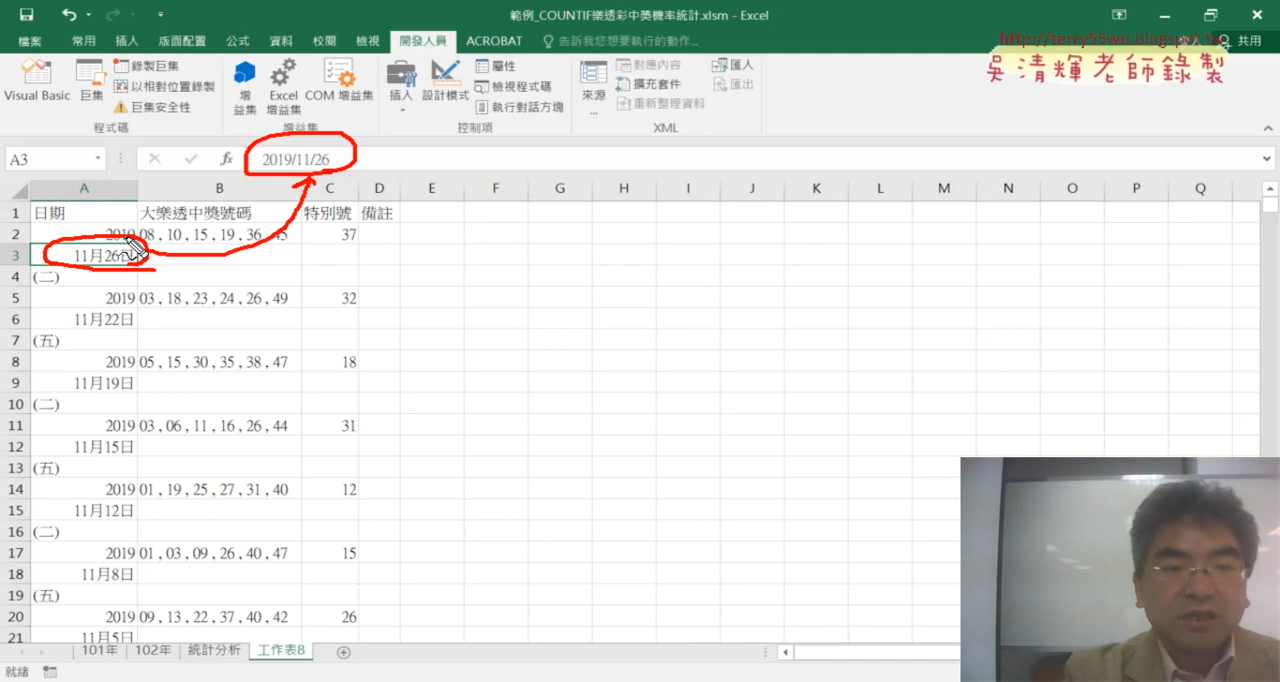 範例_COUNTIF樂透彩中獎機率統計.xlsm - Excel
檔案 常用 插入 版面配置 公式 資料 校閱 檢視 開發人員 ACROBAT 告訴我您想要執行的動作... 共用
http://terry55wu.blogspot.tw
吳清輝老師錄製
Visual Basic 巨集 錄製巨集 以相對位置錄製 巨集安全性
增益集 Excel 增益集 COM 增益集
插入 設計模式 屬性 檢視程式碼 執行對話方塊
來源... 對應內容 擴充套件 重新整理資料 匯入 匯出
程式碼 增益集 控制項 XML
A3 fx 2019/11/26
A B C D E F G H I J K L M N O P Q
1 日期 大樂透中獎號碼 特別號 備註
2 2019 08 , 10 , 15 , 19 , 36 , 45 37
3 11月26日
4 (二)
5 2019 03 , 18 , 23 , 24 , 26 , 49 32
6 11月22日
7 (五)
8 2019 05 , 15 , 30 , 35 , 38 , 47 18
9 11月19日
10 (二)
11 2019 03 , 06 , 11 , 16 , 26 , 44 31
12 11月15日
13 (五)
14 2019 01 , 19 , 25 , 27 , 31 , 40 12
15 11月12日
16 (二)
17 2019 01 , 03 , 09 , 26 , 40 , 47 15
18 11月8日
19 (五)
20 2019 09 , 13 , 22 , 37 , 40 , 42 26
21 11月5日
101年 102年 統計分析 工作表8
就緒